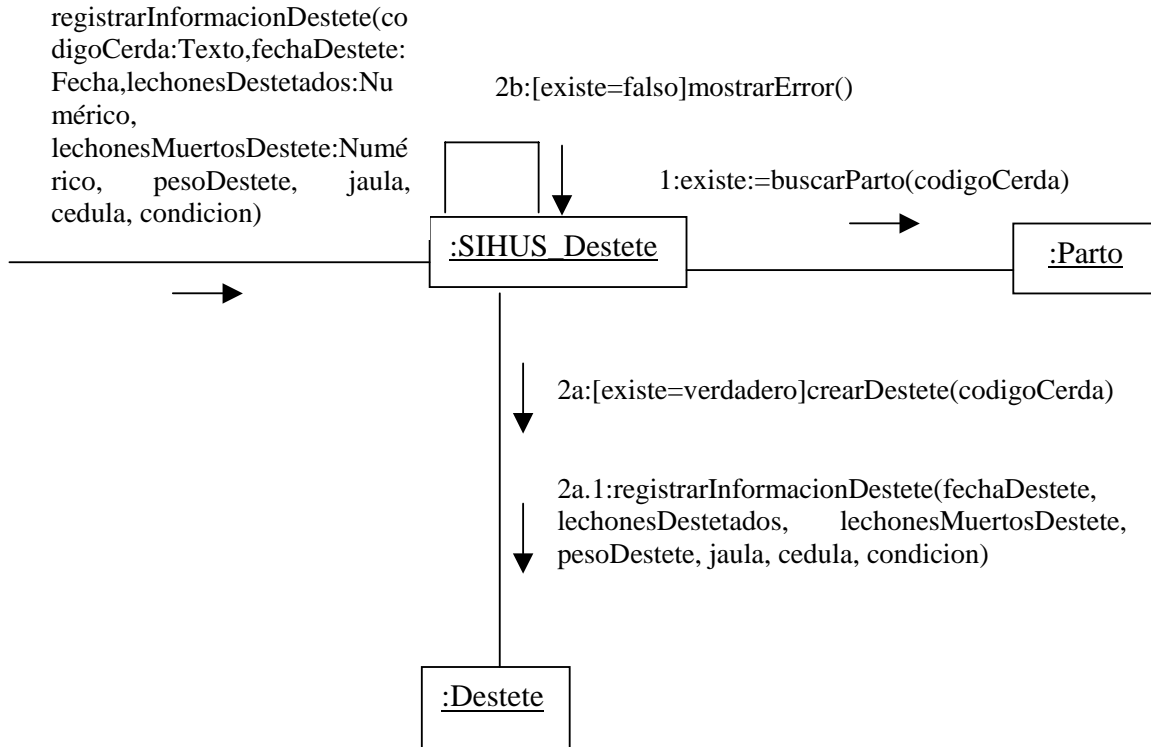 registrarInformacionDestete(co
digoCerda:Texto,fechaDestete:
Fecha,lechonesDestetados:Nu
mérico,
lechonesMuertosDestete:Numé
rico, pesoDestete, jaula,
cedula, condicion)
2b:[existe=falso]mostrarError()
1:existe:=buscarParto(codigoCerda)
:SIHUS_Destete
:Parto
2a:[existe=verdadero]crearDestete(codigoCerda)
2a.1:registrarInformacionDestete(fechaDestete,
lechonesDestetados, lechonesMuertosDestete,
pesoDestete, jaula, cedula, condicion)
:Destete